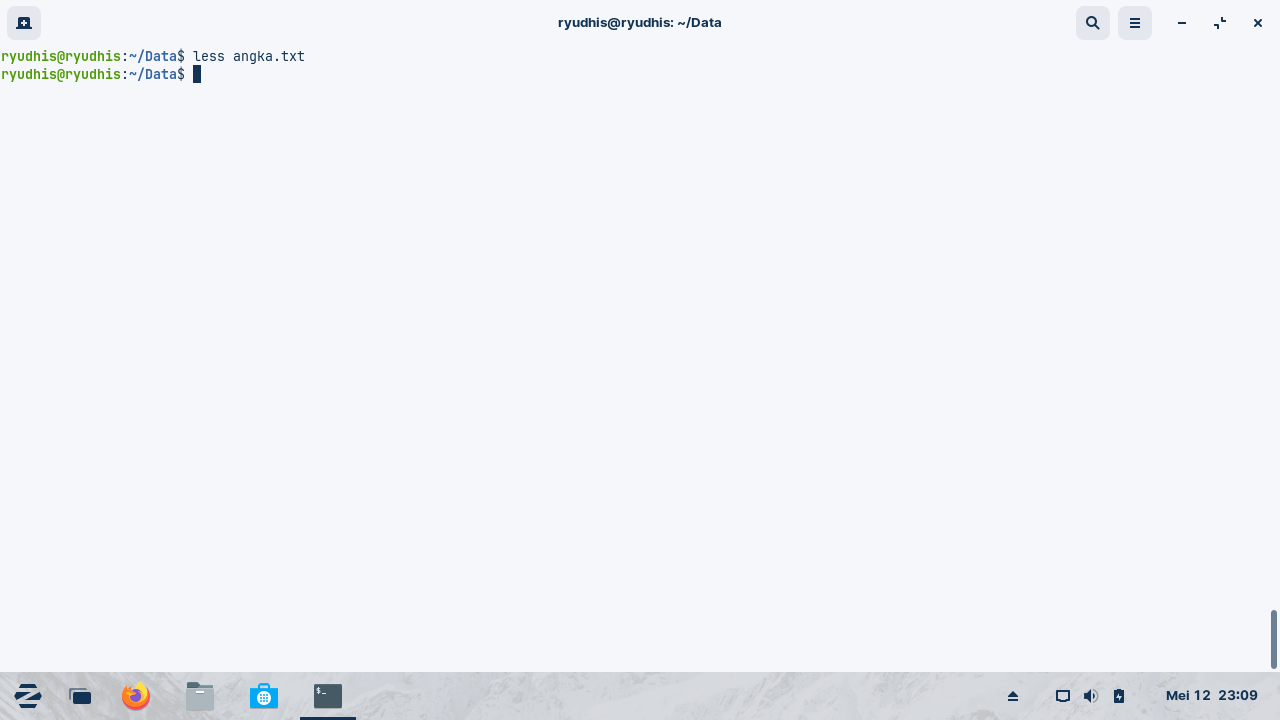 ryudhis@ryudhis: ~/Data
ryudhis@ryudhis:~/Data$ less angka.txt
ryudhis@ryudhis:~/Data$
$_
Mei 12 23:09